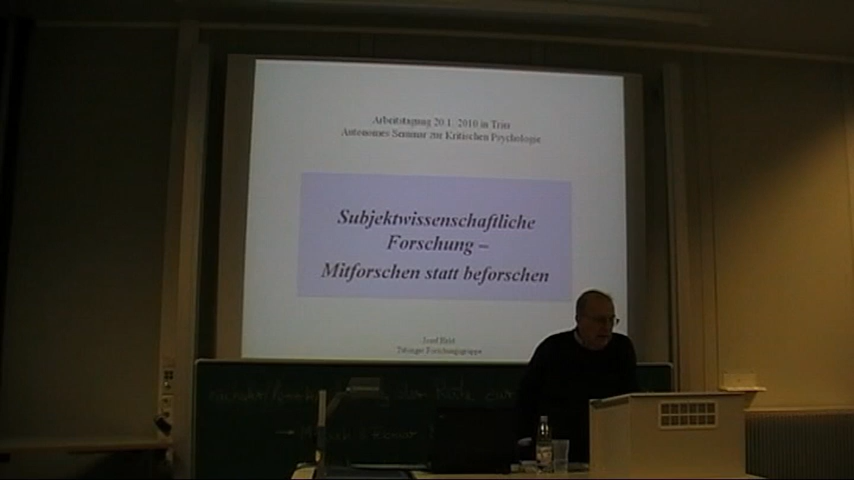 Arbeitstagung 20.1. 2010 in Trier
Autonomes Seminar zur Kritischen Psychologie
Subjektwissenschaftliche
Forschung –
Mitforschen statt beforschen
Josef Held
Tübinger Forschungsgruppe
der